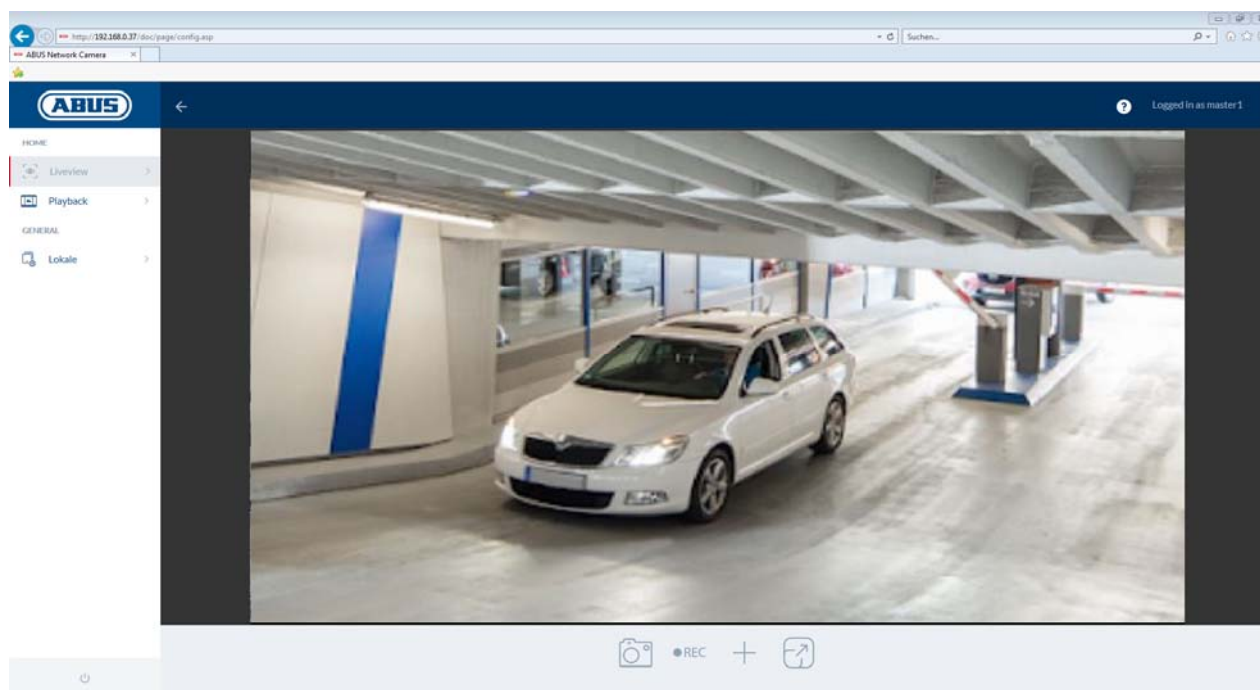 http://192.168.0.37/doc/page/config.asp
Suchen...
ABUS Network Camera
ABUS
Logged in as master1
HOME
Liveview
Playback
GENERAL
Lokale
REC